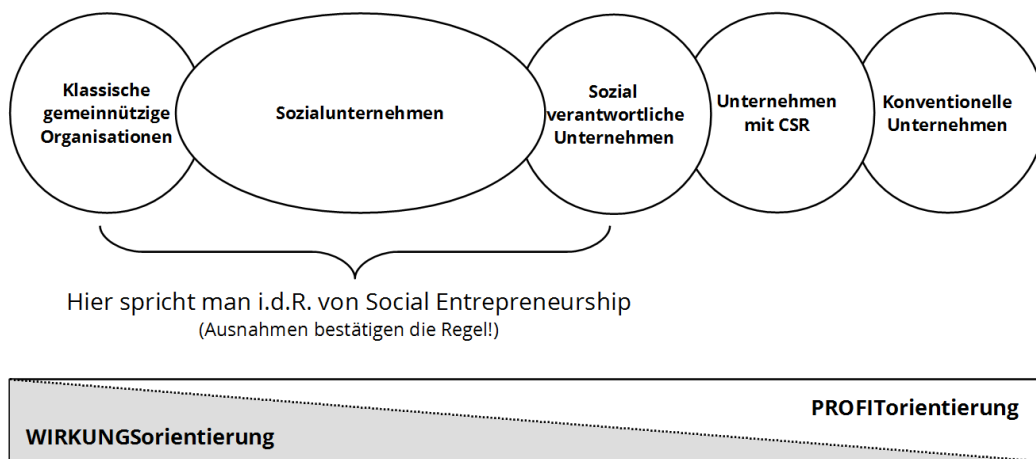 Klassische
gemeinnützige
Organisationen
Sozialunternehmen
Sozial
verantwortliche
Unternehmen
Unternehmen
mit CSR
Konventionelle
Unternehmen
Hier spricht man i.d.R. von Social Entrepreneurship
(Ausnahmen bestätigen die Regel!)
PROFITorientierung
WIRKUNGSorientierung